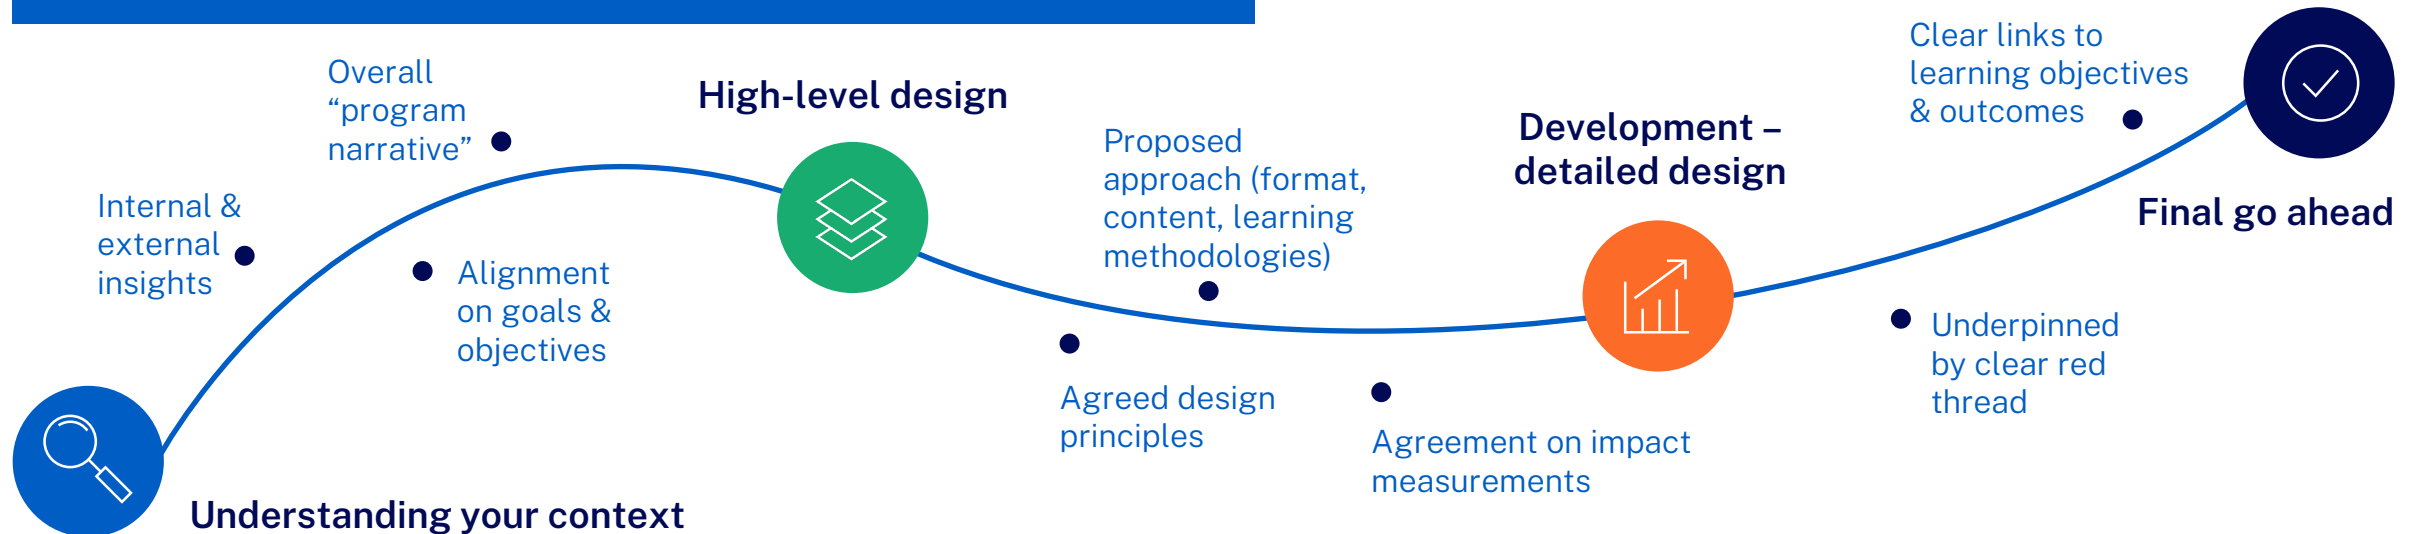 Understanding your context
Internal &
external
insights
Overall
“program
narrative”
Alignment
on goals &
objectives
High-level design
Agreed design
principles
Proposed
approach (format,
content, learning
methodologies)
Agreement on impact
measurements
Development –
detailed design
Underpinned
by clear red
thread
Clear links to
learning objectives
& outcomes
Final go ahead